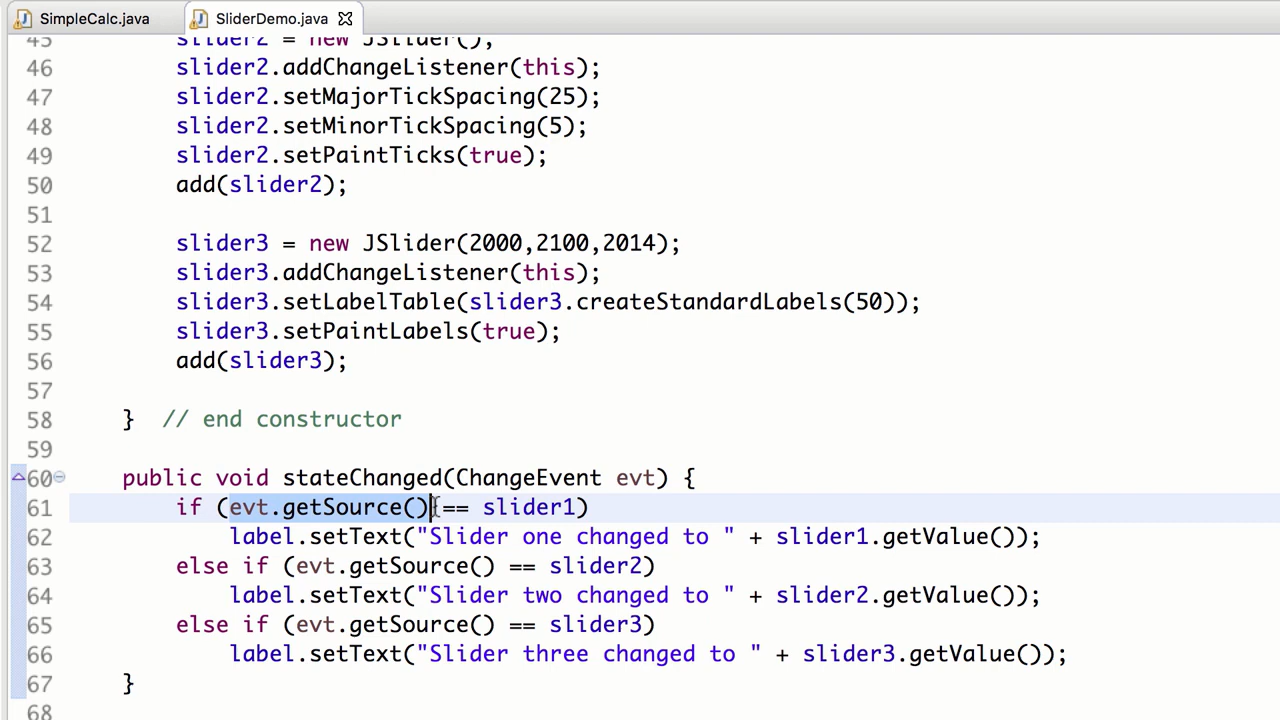 SimpleCalc.java
SliderDemo.java
45 slider2 = new JSlider();
46 slider2.addChangeListener(this);
47 slider2.setMajorTickSpacing(25);
48 slider2.setMinorTickSpacing(5);
49 slider2.setPaintTicks(true);
50 add(slider2);
51
52 slider3 = new JSlider(2000,2100,2014);
53 slider3.addChangeListener(this);
54 slider3.setLabelTable(slider3.createStandardLabels(50));
55 slider3.setPaintLabels(true);
56 add(slider3);
57
58 } // end constructor
59
60 public void stateChanged(ChangeEvent evt) {
61 if (evt.getSource() == slider1)
62 label.setText("Slider one changed to " + slider1.getValue());
63 else if (evt.getSource() == slider2)
64 label.setText("Slider two changed to " + slider2.getValue());
65 else if (evt.getSource() == slider3)
66 label.setText("Slider three changed to " + slider3.getValue());
67 }
68